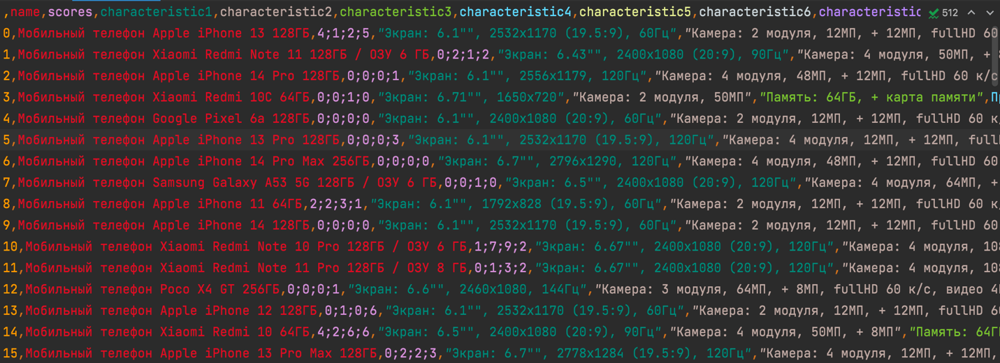 ,name,scores,characteristic1,characteristic2,characteristic3,characteristic4,characteristic5,characteristic6,characteristic 512
0,Мобильный телефон Apple iPhone 13 128ГБ,4;1;2;5,"Экран: 6.1"", 2532x1170 (19.5:9), 60Гц","Камера: 2 модуля, 12МП, + 12МП, fullHD 60
1,Мобильный телефон Xiaomi Redmi Note 11 128ГБ / ОЗУ 6 ГБ,0;2;1;2,"Экран: 6.43"", 2400x1080 (20:9), 90Гц","Камера: 4 модуля, 50МП, +
2,Мобильный телефон Apple iPhone 14 Pro 128ГБ,0;0;0;1,"Экран: 6.1"", 2556x1179, 120Гц","Камера: 4 модуля, 48МП, + 12МП, fullHD 60 к/с
3,Мобильный телефон Xiaomi Redmi 10C 64ГБ,0;0;1;0,"Экран: 6.71"", 1650x720","Камера: 2 модуля, 50МП","Память: 64ГБ, + карта памяти",Пр
4,Мобильный телефон Google Pixel 6a 128ГБ,0;0;0;0,"Экран: 6.1"", 2400x1080 (20:9), 60Гц","Камера: 2 модуля, 12МП, + 12МП, fullHD 60 к
5,Мобильный телефон Apple iPhone 13 Pro 128ГБ,0;0;0;3,"Экран: 6.1"", 2532x1170 (19.5:9), 120Гц","Камера: 4 модуля, 12МП, + 12МП, full
6,Мобильный телефон Apple iPhone 14 Pro Max 256ГБ,0;0;0;0,"Экран: 6.7"", 2796x1290, 120Гц","Камера: 4 модуля, 48МП, + 12МП, fullHD 60
7,Мобильный телефон Samsung Galaxy A53 5G 128ГБ / ОЗУ 6 ГБ,0;0;1;0,"Экран: 6.5"", 2400x1080 (20:9), 120Гц","Камера: 4 модуля, 64МП, +
8,Мобильный телефон Apple iPhone 11 64ГБ,2;2;3;1,"Экран: 6.1"", 1792x828 (19.5:9), 60Гц","Камера: 2 модуля, 12МП, + 12МП, fullHD 60 к
9,Мобильный телефон Apple iPhone 14 128ГБ,0;0;0;0,"Экран: 6.1"", 2532x1170 (19.5:9), 60Гц","Камера: 2 модуля, 12МП, + 12МП, fullHD 60
10,Мобильный телефон Xiaomi Redmi Note 10 Pro 128ГБ / ОЗУ 6 ГБ,1;7;9;2,"Экран: 6.67"", 2400x1080 (20:9), 120Гц","Камера: 4 модуля, 10
11,Мобильный телефон Xiaomi Redmi Note 11 Pro 128ГБ / ОЗУ 8 ГБ,0;1;3;2,"Экран: 6.67"", 2400x1080 (20:9), 120Гц","Камера: 4 модуля, 10
12,Мобильный телефон Poco X4 GT 256ГБ,0;0;0;1,"Экран: 6.6"", 2460x1080, 144Гц","Камера: 3 модуля, 64МП, + 8МП, fullHD 60 к/с, видео 4
13,Мобильный телефон Apple iPhone 12 128ГБ,0;1;0;6,"Экран: 6.1"", 2532x1170 (19.5:9), 60Гц","Камера: 2 модуля, 12МП, + 12МП, fullHD 60
14,Мобильный телефон Xiaomi Redmi 10 64ГБ,4;2;6;6,"Экран: 6.5"", 2400x1080 (20:9), 90Гц","Камера: 4 модуля, 50МП, + 8МП","Память: 64Г
15,Мобильный телефон Apple iPhone 13 Pro Max 128ГБ,0;2;2;3,"Экран: 6.7"", 2778x1284 (19.5:9), 120Гц","Камера: 4 модуля, 12МП, + 12МП,